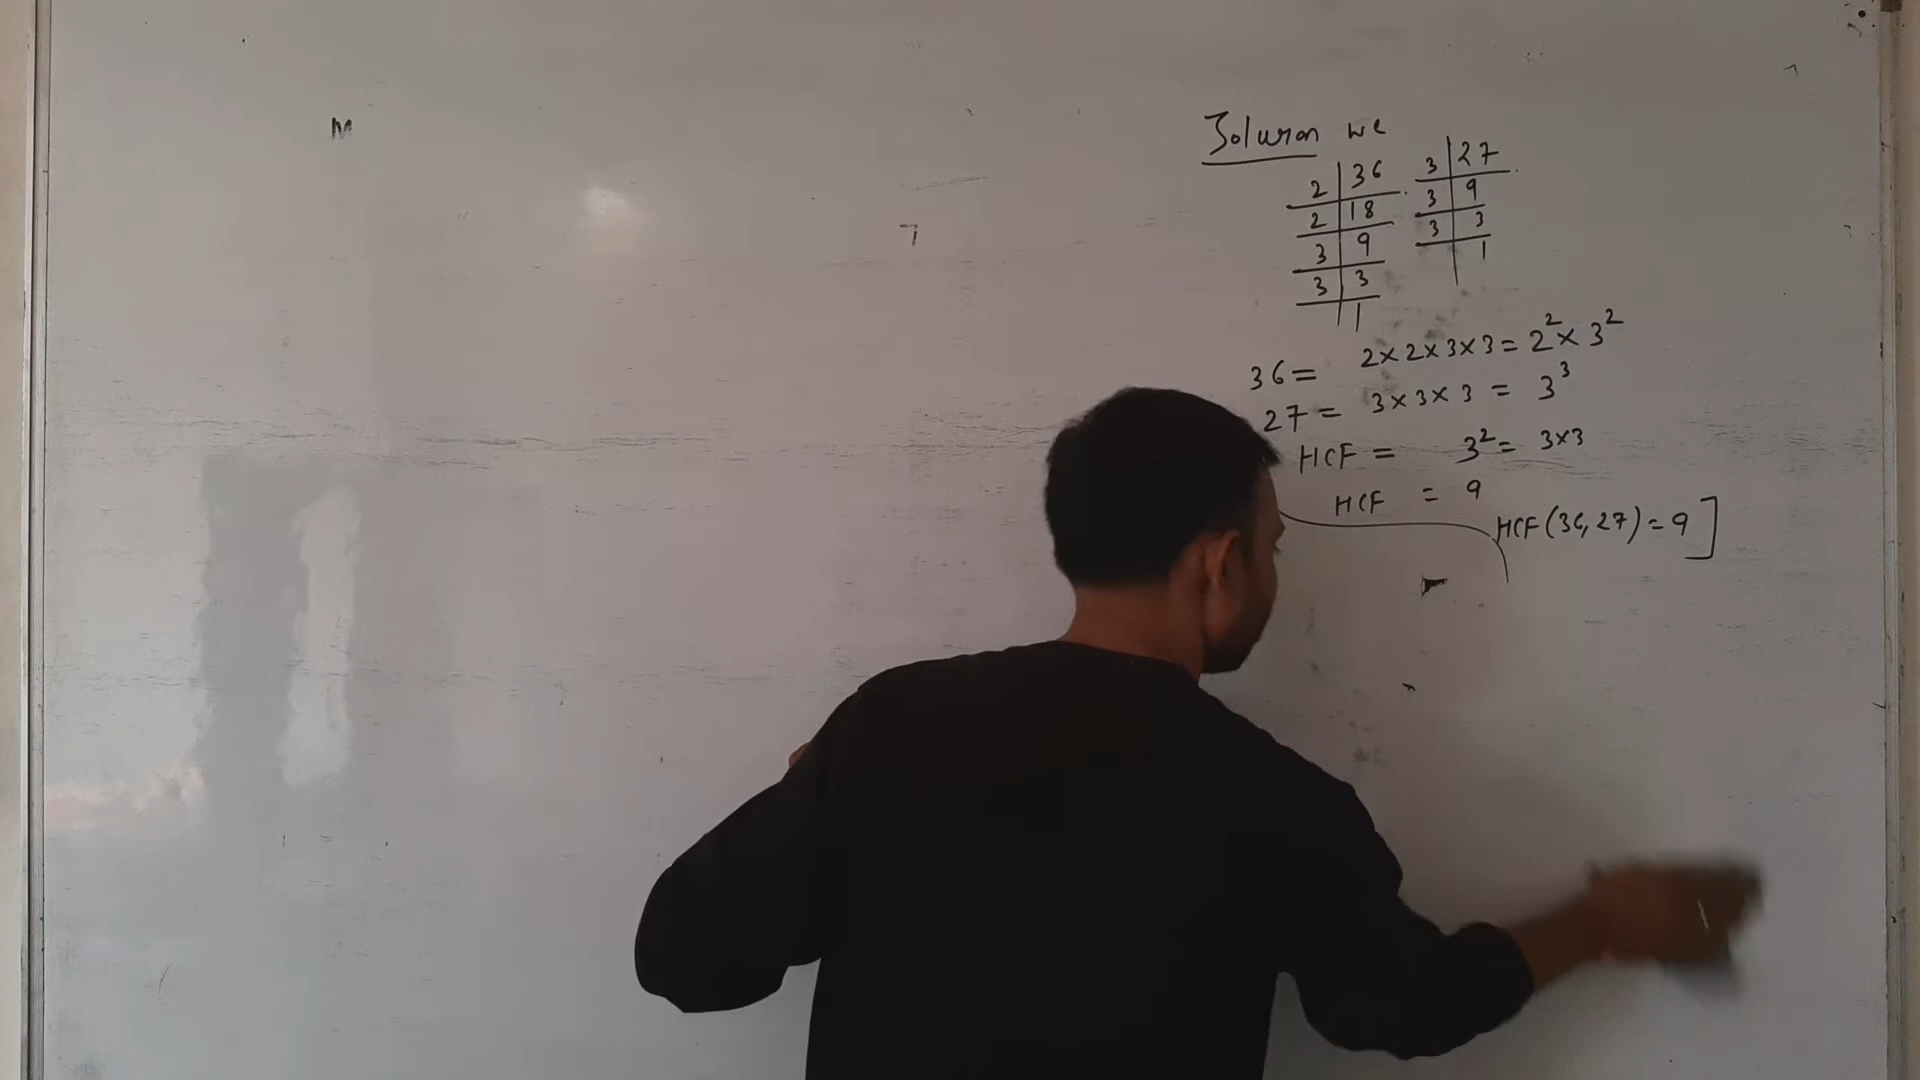 M
Solution we
2 | 36
2 | 18
3 | 9
3 | 3
1
3 | 27
3 | 9
3 | 3
1
36 = 2×2×3×3 = 2² × 3²
27 = 3×3×3 = 3³
HCF = 3² = 3×3
HCF = 9
HCF(36,27) = 9]